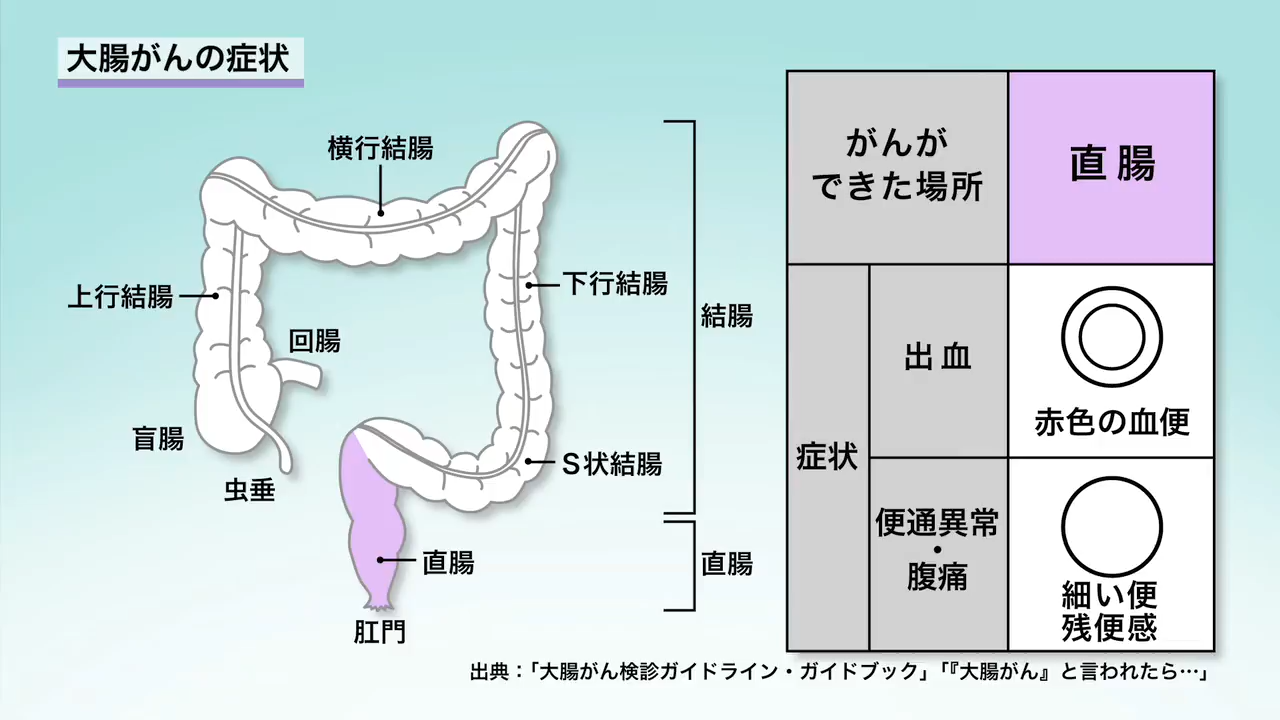 大腸がんの症状
横行結腸
上行結腸
下行結腸
回腸
盲腸
虫垂
S状結腸
直腸
肛門
結腸
直腸
がんが
できた場所
直腸
症状
出血
赤色の血便
便通異常
・
腹痛
細い便
残便感
出典：「大腸がん検診ガイドライン・ガイドブック」「『大腸がん』と言われたら…」